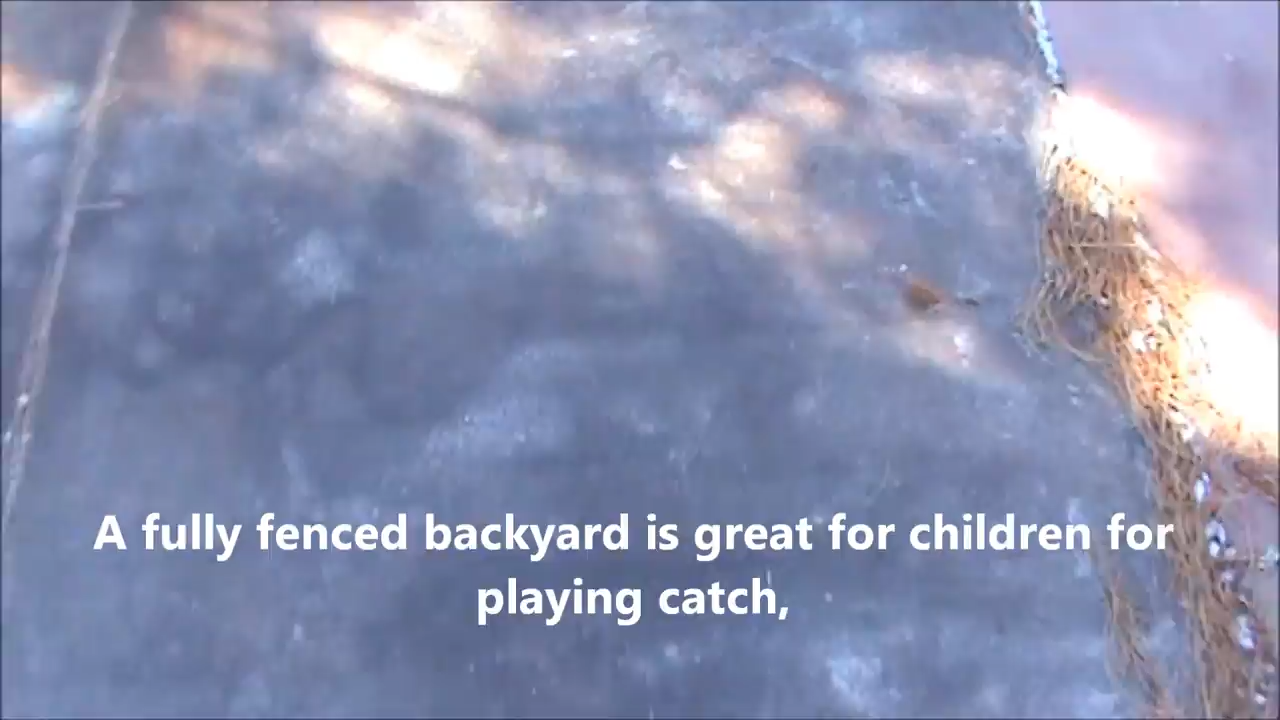 A fully fenced backyard is great for children for
playing catch,